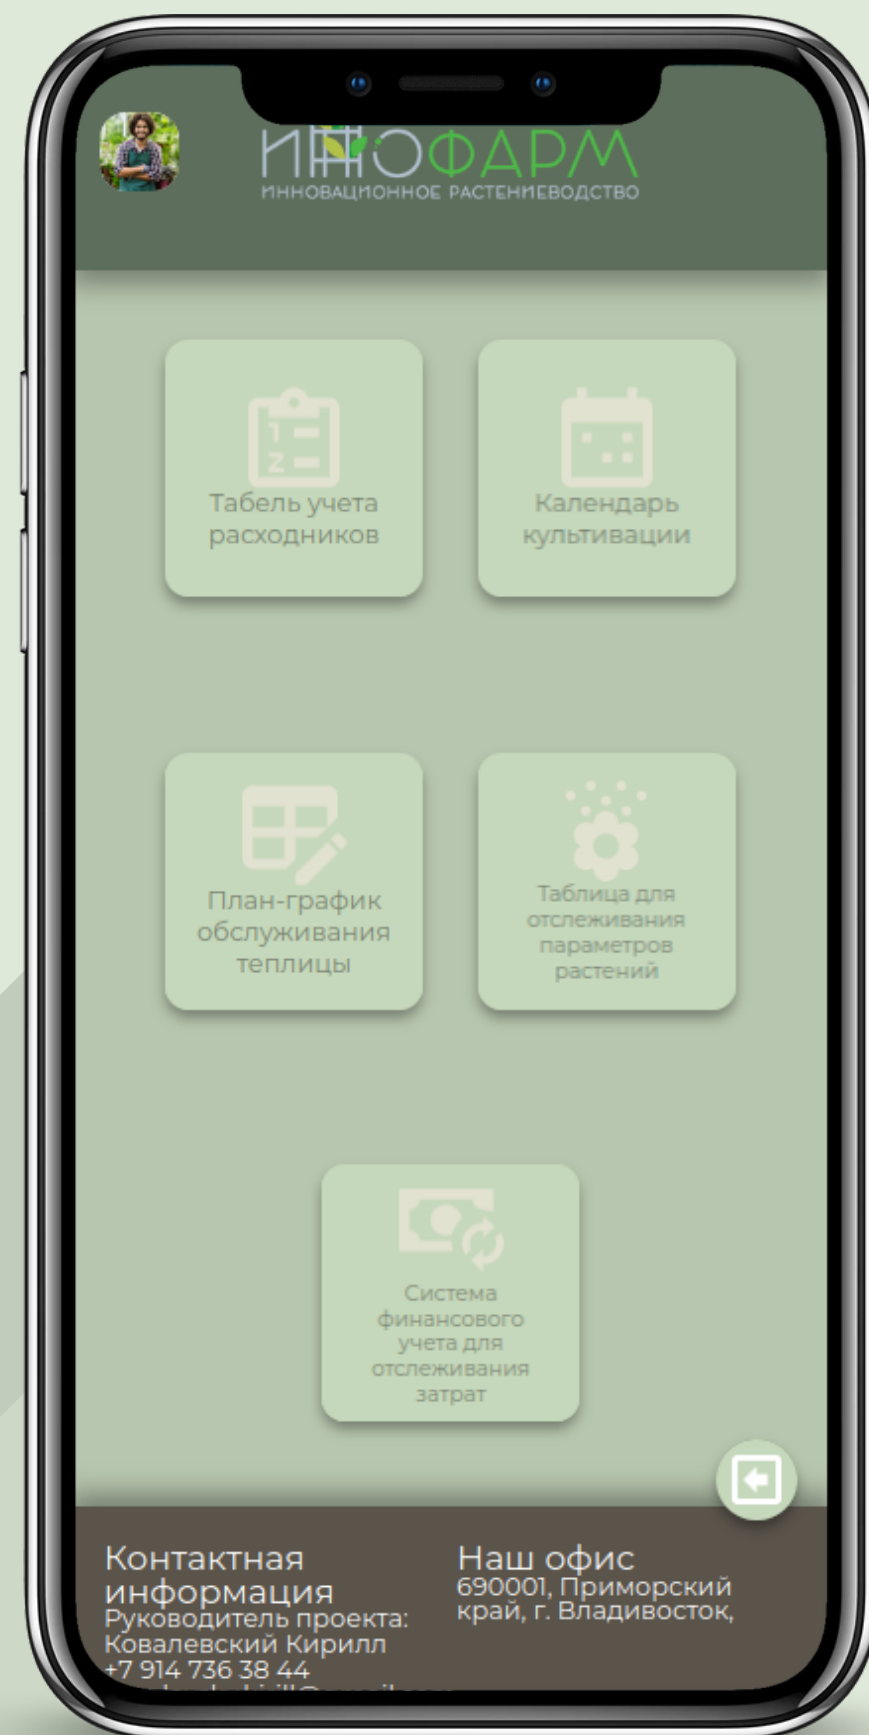 ИННОФАРМ
ИННОВАЦИОННОЕ РАСТЕНИЕВОДСТВО
Табель учета
расходников
Календарь
культивации
План-график
обслуживания
теплицы
Таблица для
отслеживания
параметров
растений
Система
финансового
учета для
отслеживания
затрат
Контактная
информация
Руководитель проекта:
Ковалевский Кирилл
+7 914 736 38 44
Наш офис
690001, Приморский
край, г. Владивосток,